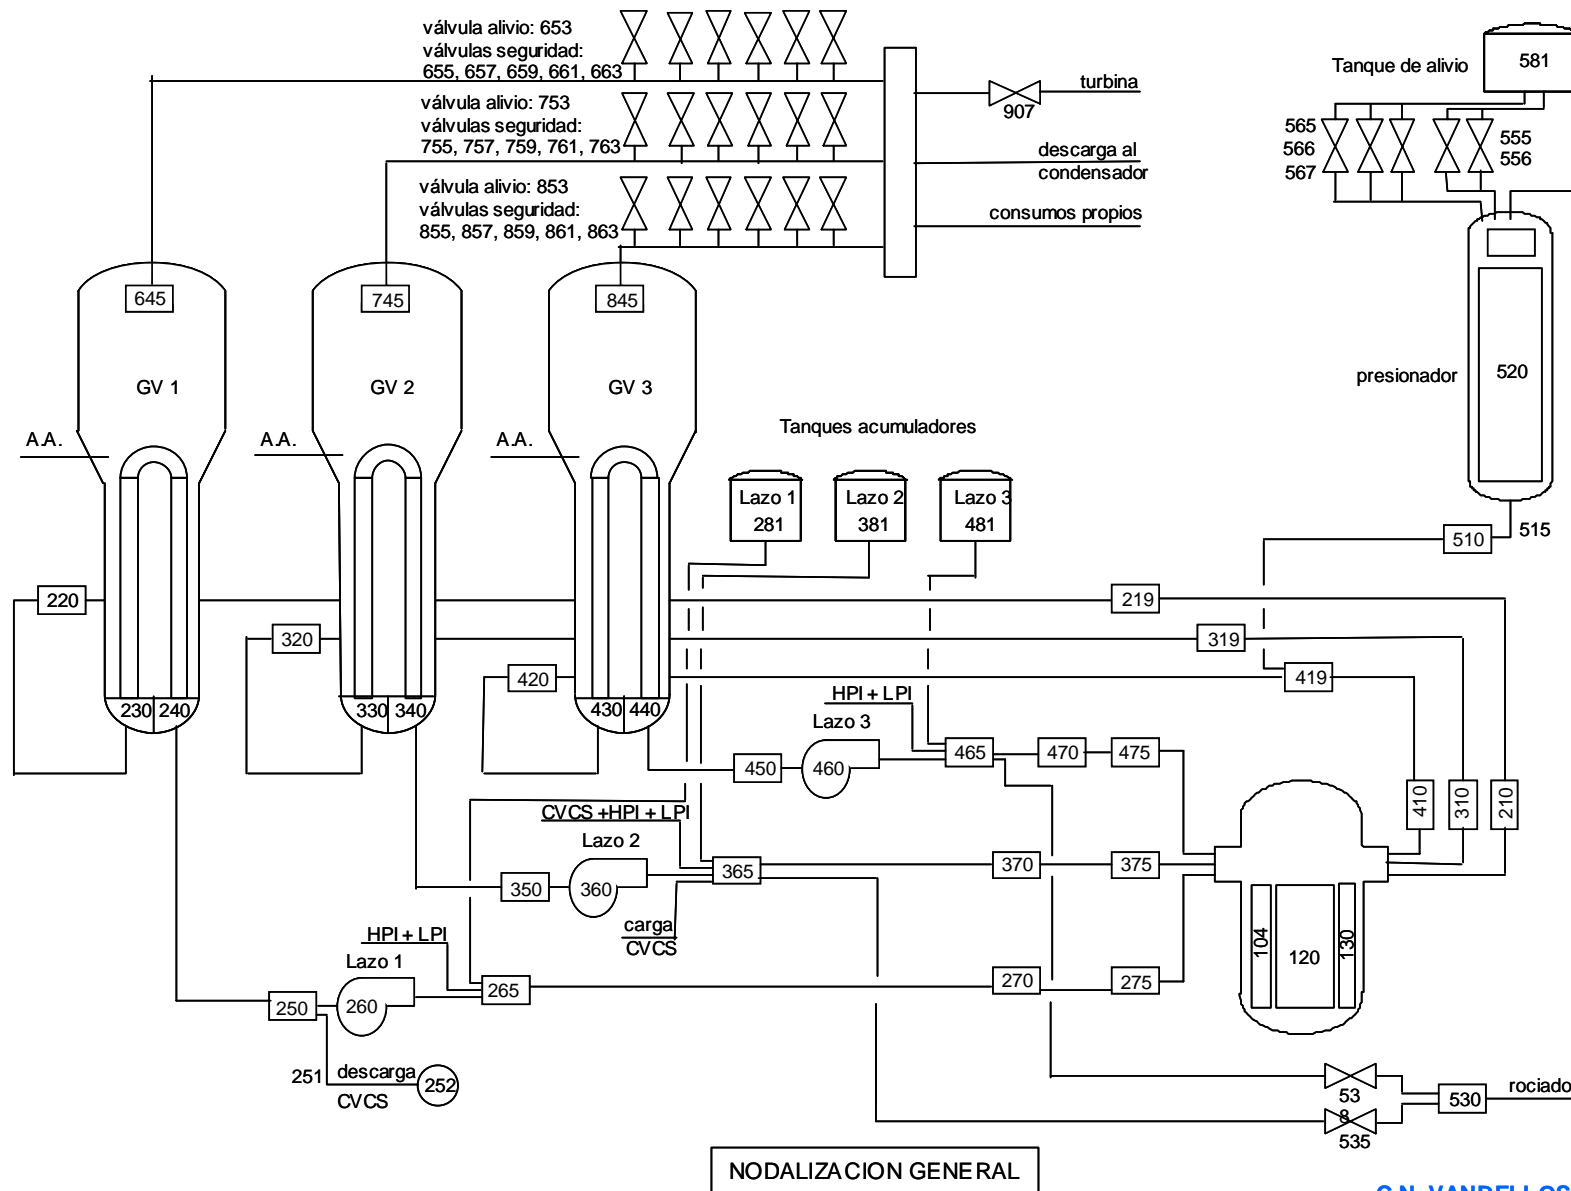 válvula alivio: 653
válvulas seguridad:
655, 657, 659, 661, 663
válvula alivio: 753
válvulas seguridad:
755, 757, 759, 761, 763
válvula alivio: 853
válvulas seguridad:
855, 857, 859, 861, 863
turbina
907
descarga al
condensador
consumos propios
Tanque de alivio
581
565
566
567
555
556
645
745
845
GV 1
GV 2
GV 3
presionador
520
A.A.
A.A.
A.A.
Tanques acumuladores
Lazo 1
281
Lazo 2
381
Lazo 3
481
510
515
220
219
320
319
420
419
230
240
330
340
430
440
HPI + LPI
Lazo 3
450
460
465
470
475
410
310
210
CVCS +HPI + LPI
Lazo 2
350
360
365
370
375
carga
CVCS
HPI + LPI
Lazo 1
250
260
265
270
275
104
120
130
251
descarga
CVCS
252
53
8
535
530
rociado
NODALIZACION GENERAL
C.N. VANDELLOS